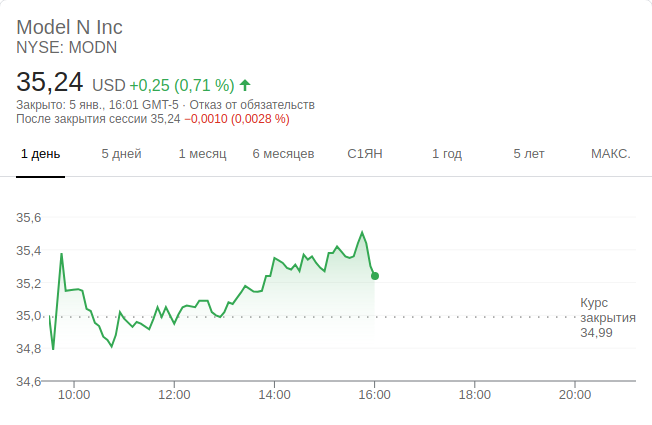 Model N Inc
NYSE: MODN
35,24 USD +0,25 (0,71 %)
Закрыто: 5 янв., 16:01 GMT-5 · Отказ от обязательств
После закрытия сессии 35,24 −0,0010 (0,0028 %)
1 день 5 дней 1 месяц 6 месяцев С1ЯН 1 год 5 лет МАКС.
35,6
35,4
35,2
35,0
34,8
34,6
Курс
закрытия
34,99
10:00 12:00 14:00 16:00 18:00 20:00